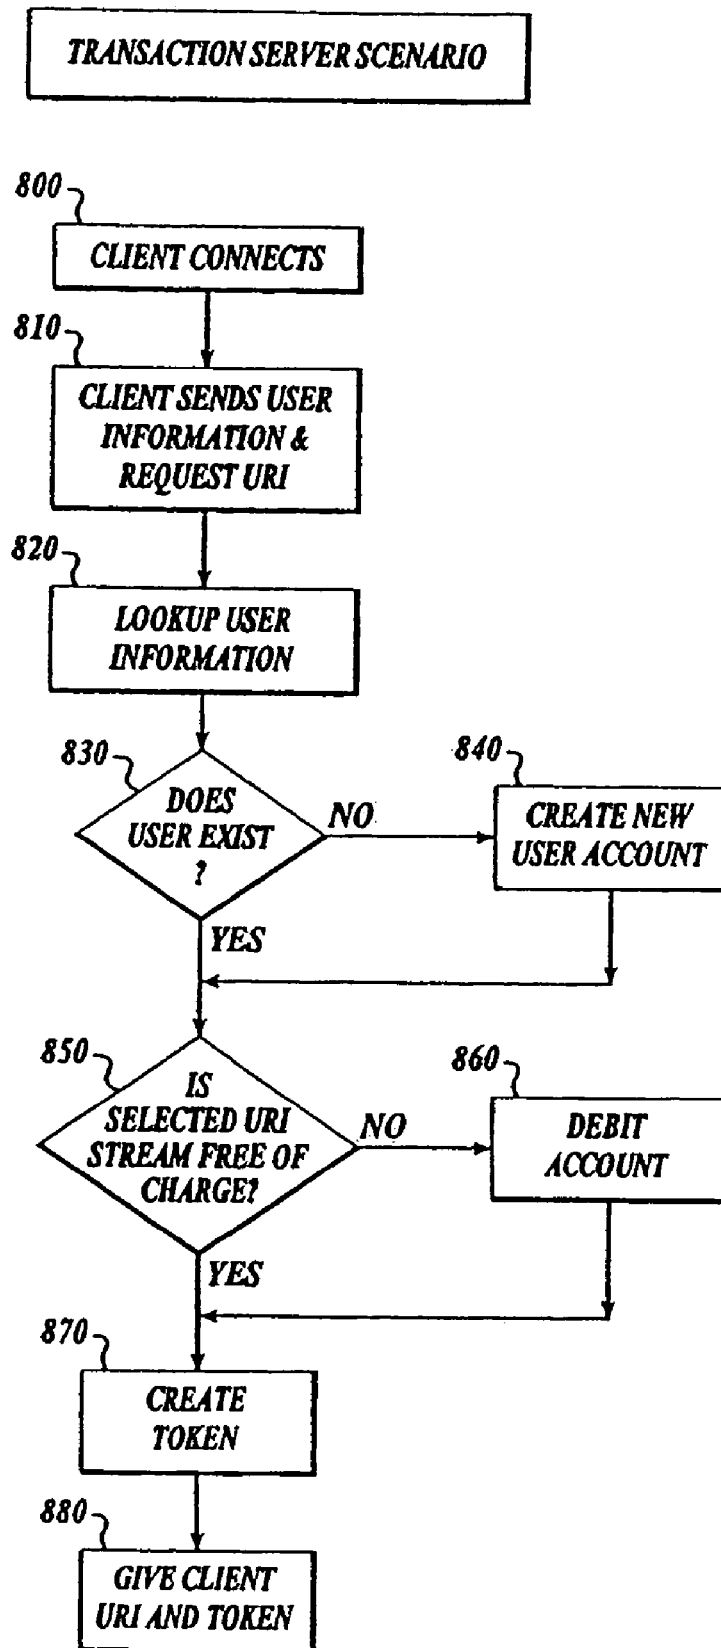 TRANSACTION SERVER SCENARIO
800
CLIENT CONNECTS
810
CLIENT SENDS USER
INFORMATION &
REQUEST URI
820
LOOKUP USER
INFORMATION
830
DOES
USER EXIST
?
NO
840
CREATE NEW
USER ACCOUNT
YES
850
IS
SELECTED URI
STREAM FREE OF
CHARGE?
NO
860
DEBIT
ACCOUNT
YES
870
CREATE
TOKEN
880
GIVE CLIENT
URI AND TOKEN